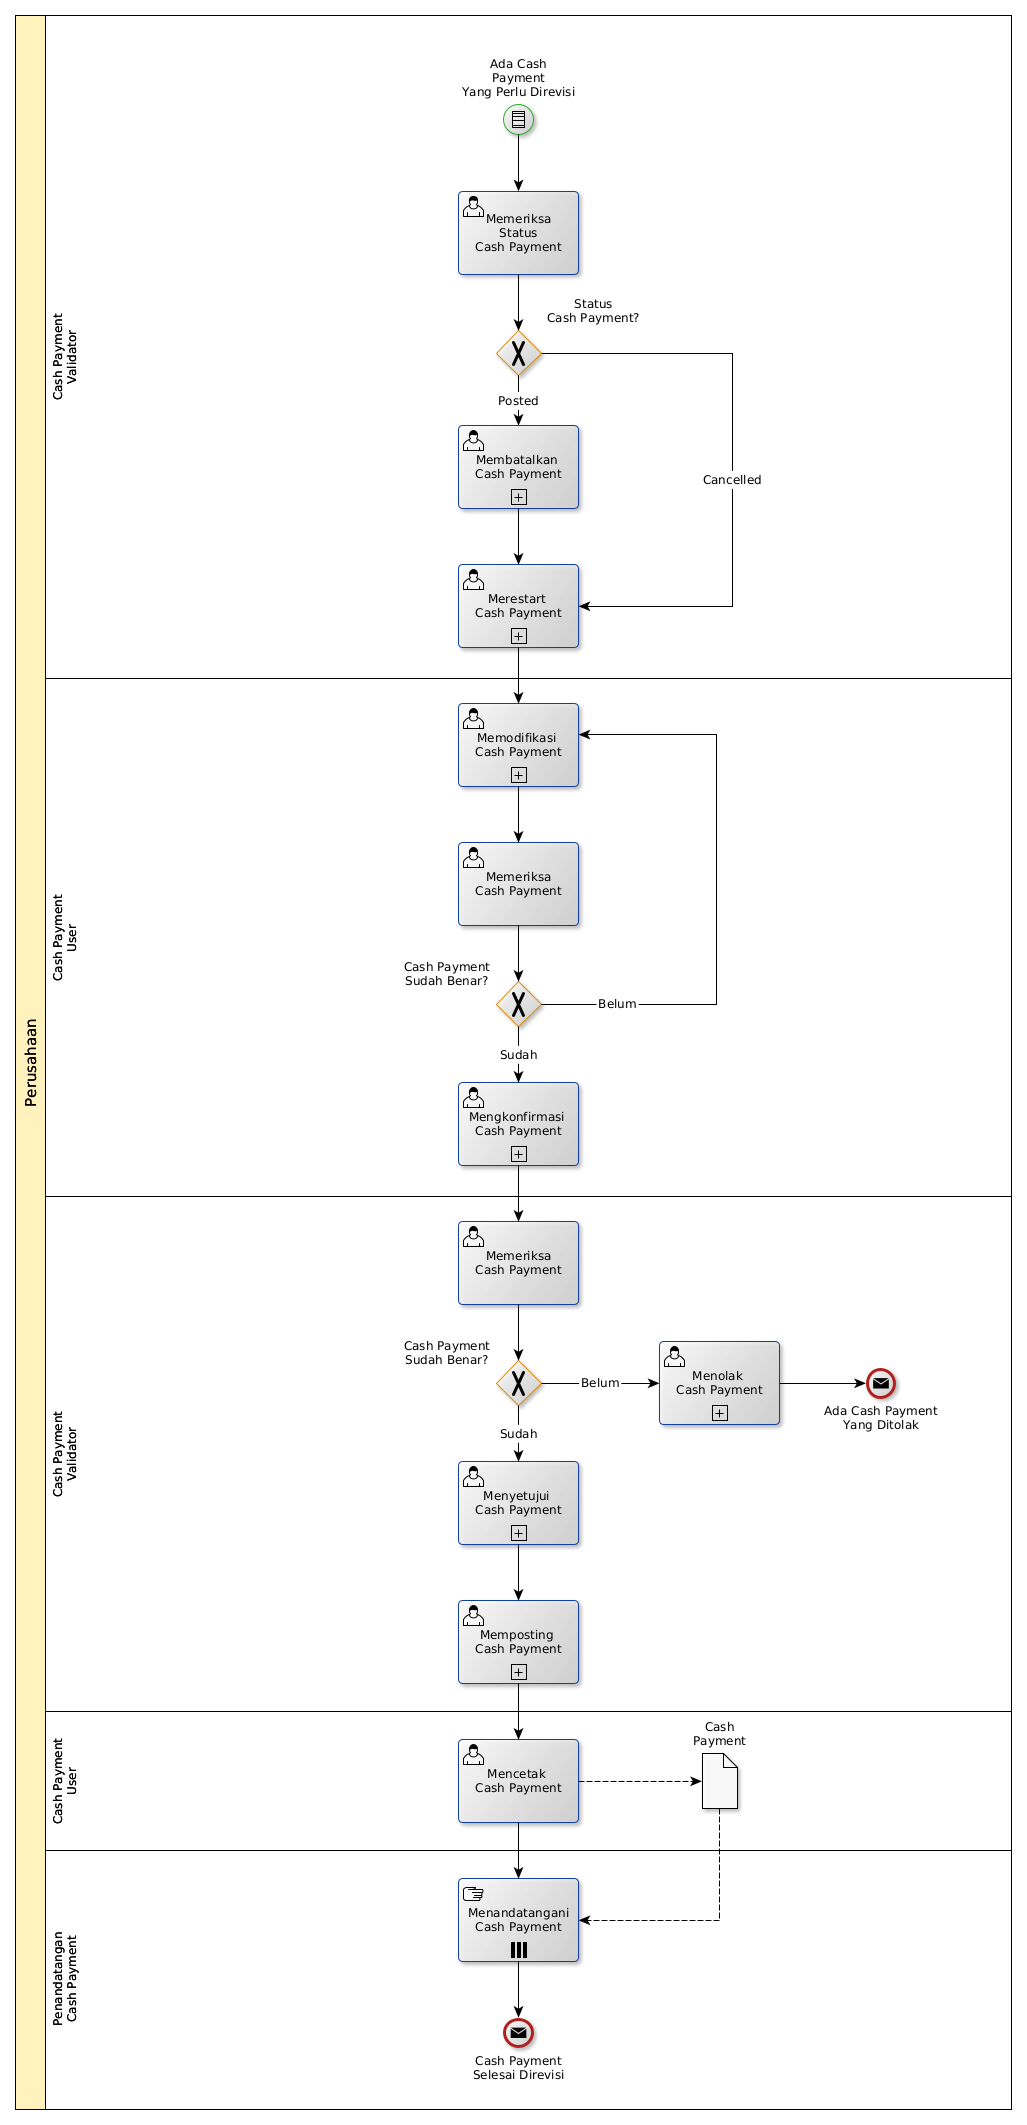 Perusahaan
Cash Payment
Validator
Ada Cash
Payment
Yang Perlu Direvisi
Memeriksa
Status
Cash Payment
Status
Cash Payment?
Posted
Cancelled
Membatalkan
Cash Payment
Merestart
Cash Payment
Cash Payment
User
Memodifikasi
Cash Payment
Memeriksa
Cash Payment
Cash Payment
Sudah Benar?
Belum
Sudah
Mengkonfirmasi
Cash Payment
Cash Payment
Validator
Memeriksa
Cash Payment
Cash Payment
Sudah Benar?
Belum
Menolak
Cash Payment
Ada Cash Payment
Yang Ditolak
Sudah
Menyetujui
Cash Payment
Memposting
Cash Payment
Cash Payment
User
Mencetak
Cash Payment
Cash
Payment
Penandatangan
Cash Payment
Menandatangani
Cash Payment
Cash Payment
Selesai Direvisi